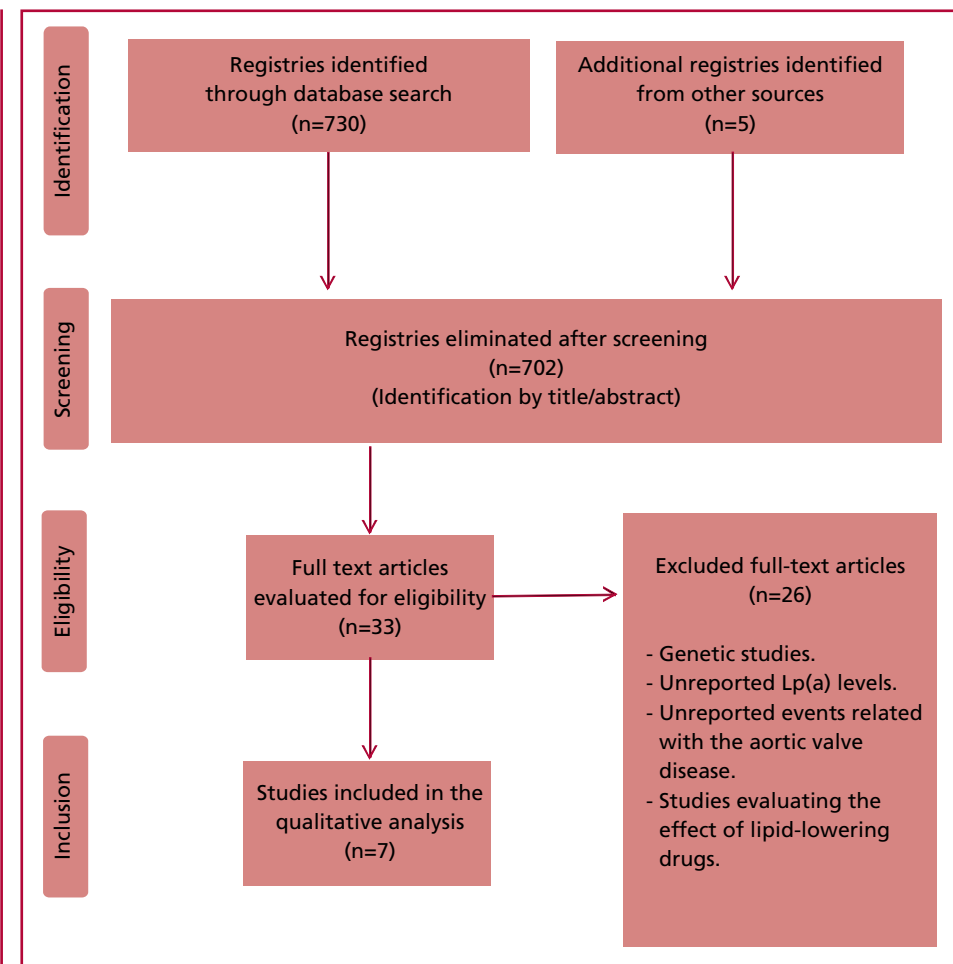 Identification
Registries identified
through database search
(n=730)
Additional registries identified
from other sources
(n=5)
Screening
Registries eliminated after screening
(n=702)
(Identification by title/abstract)
Eligibility
Full text articles
evaluated for eligibility
(n=33)
Excluded full-text articles
(n=26)
- Genetic studies.
- Unreported Lp(a) levels.
- Unreported events related
with the aortic valve
disease.
- Studies evaluating the
effect of lipid-lowering
drugs.
Inclusion
Studies included in the
qualitative analysis
(n=7)